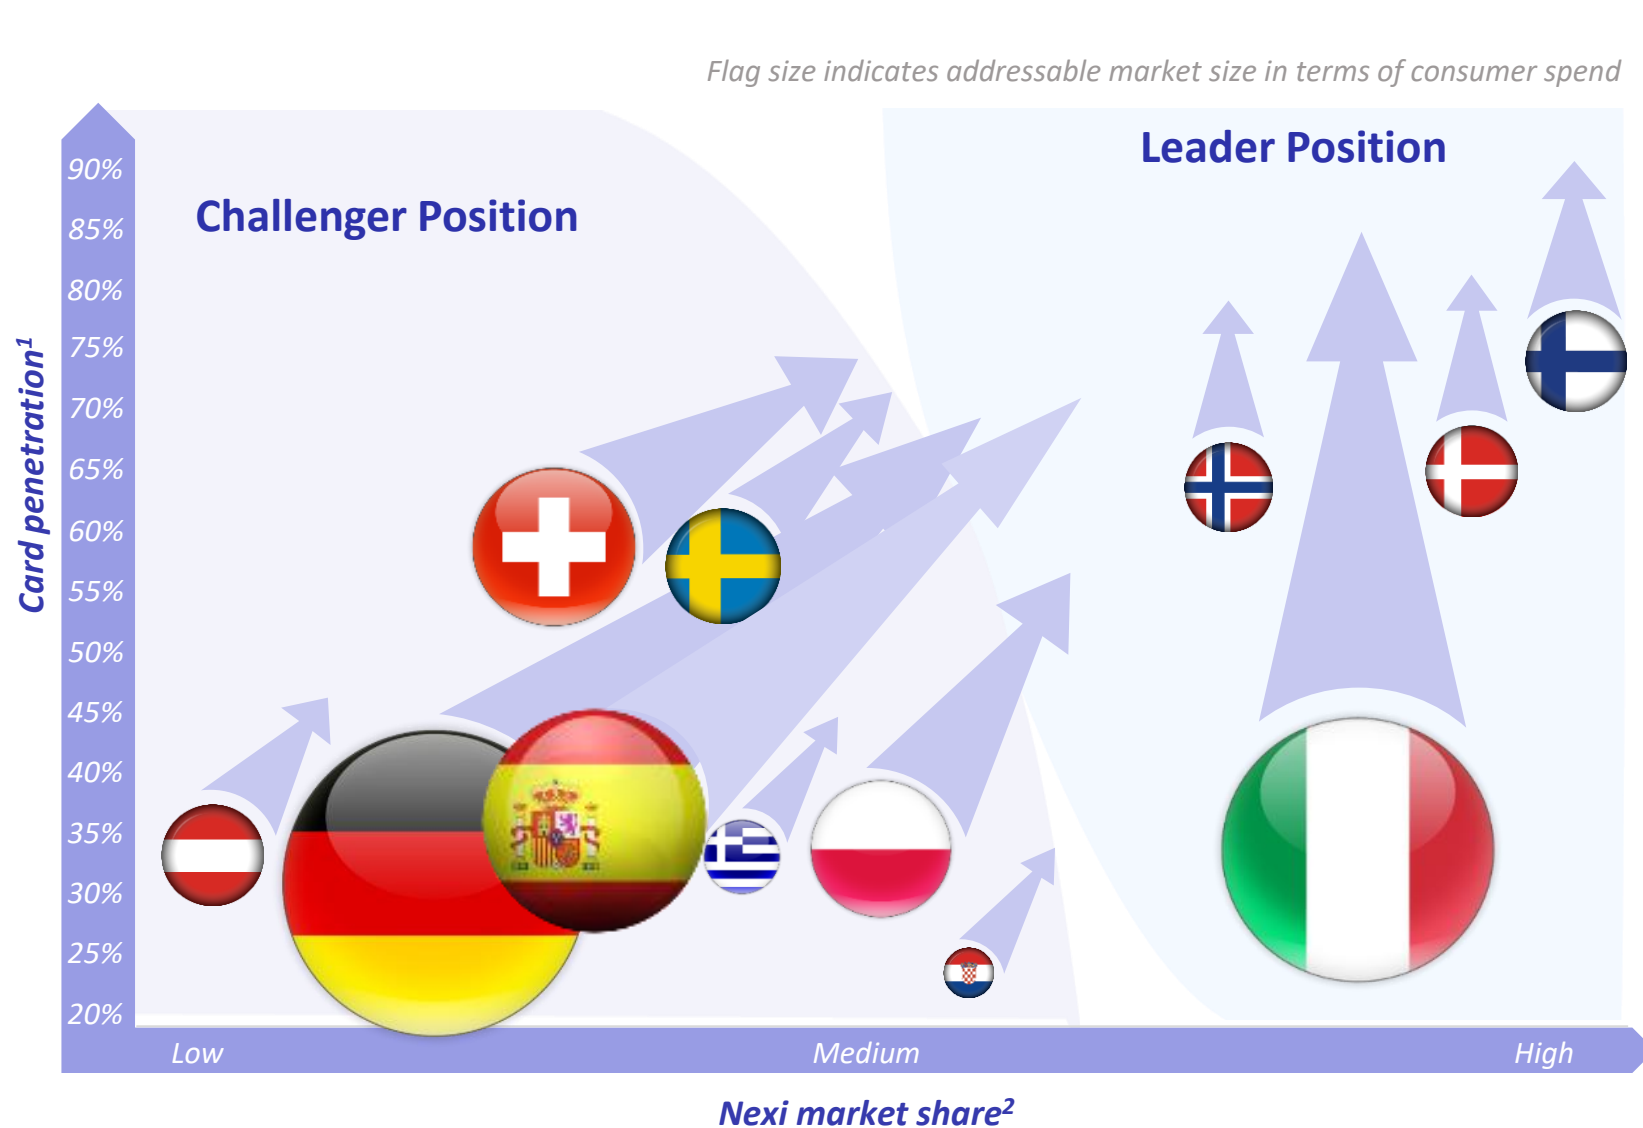 Flag size indicates addressable market size in terms of consumer spend
Leader Position
Challenger Position
90%
85%
80%
75%
70%
65%
60%
55%
50%
45%
40%
35%
30%
25%
20%
Card penetration¹
Low
Medium
High
Nexi market share²